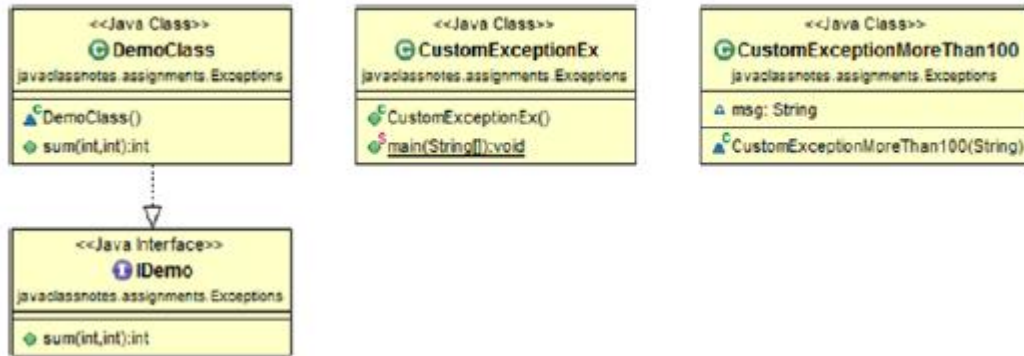 <<Java Class>>
DemoClass
javaclassnotes.assignments.Exceptions
DemoClass()
sum(int,int):int
<<Java Class>>
CustomExceptionEx
javaclassnotes.assignments.Exceptions
CustomExceptionEx()
main(String[]):void
<<Java Class>>
CustomExceptionMoreThan100
javaclassnotes.assignments.Exceptions
msg: String
CustomExceptionMoreThan100(String)
<<Java Interface>>
IDemo
javaclassnotes.assignments.Exceptions
sum(int,int):int